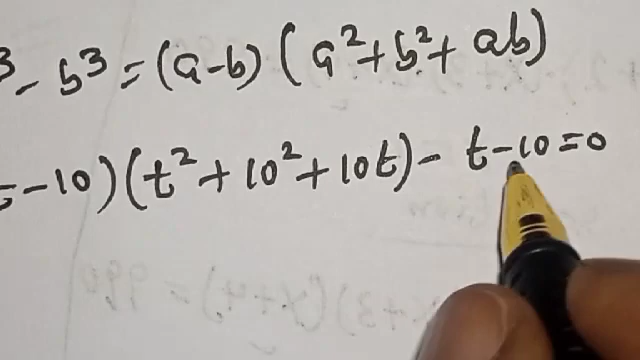 ³ - b³ = (a-b) (a² + b² + ab)
t -10) (t² + 10² + 10t) - t - 10 = 0